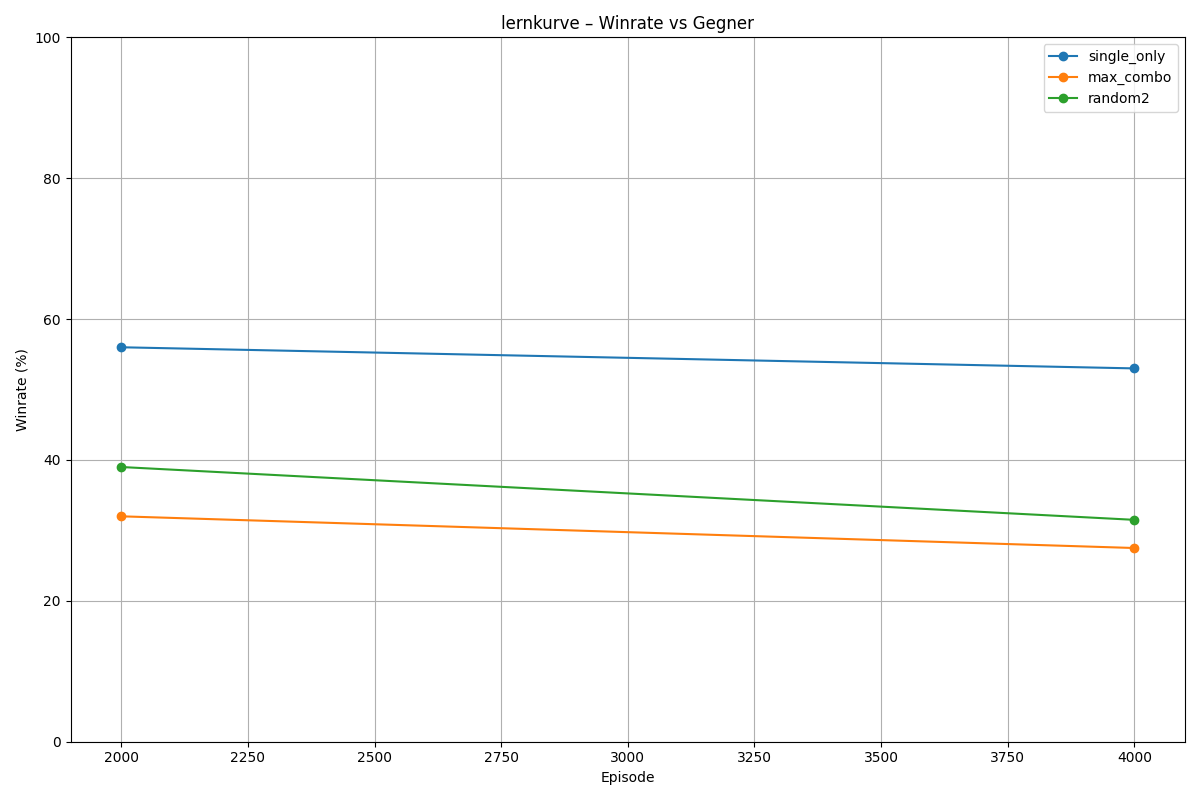 lernkurve – Winrate vs Gegner
single_only
max_combo
random2
Winrate (%)
100
80
60
40
20
0
2000 2250 2500 2750 3000 3250 3500 3750 4000
Episode